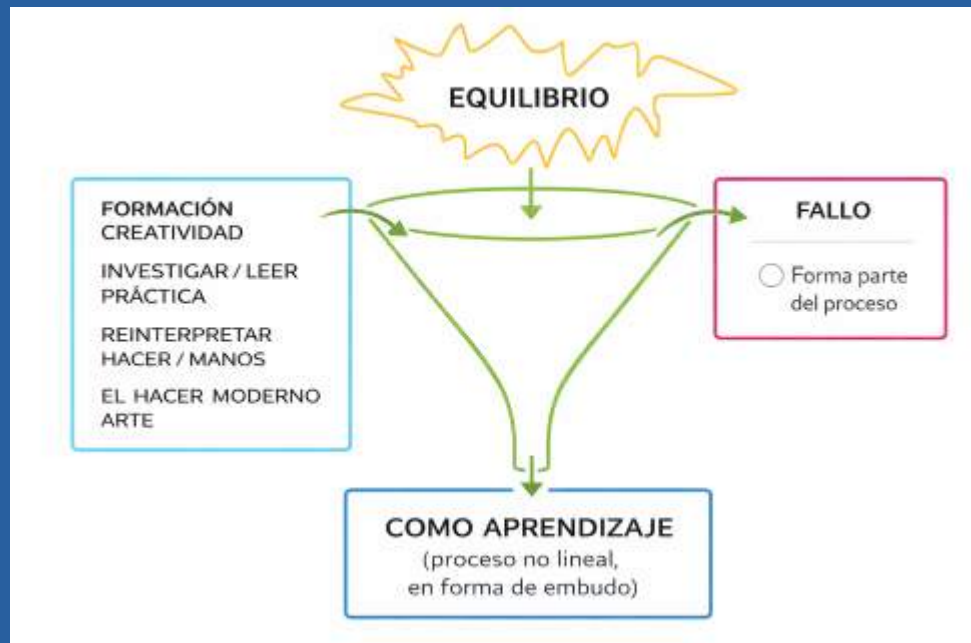 EQUILIBRIO
FORMACIÓN
CREATIVIDAD
INVESTIGAR / LEER
PRÁCTICA
REINTERPRETAR
HACER / MANOS
EL HACER MODERNO
ARTE
FALLO
Forma parte
del proceso
COMO APRENDIZAJE
(proceso no lineal,
en forma de embudo)